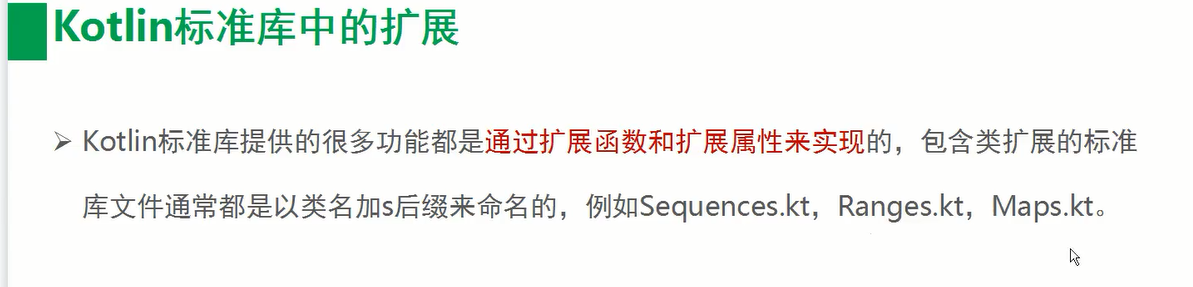 Kotlin标准库中的扩展
➢ Kotlin标准库提供的很多功能都是通过扩展函数和扩展属性来实现的，包含类扩展的标准
库文件通常都是以类名加s后缀来命名的，例如Sequences.kt，Ranges.kt，Maps.kt。